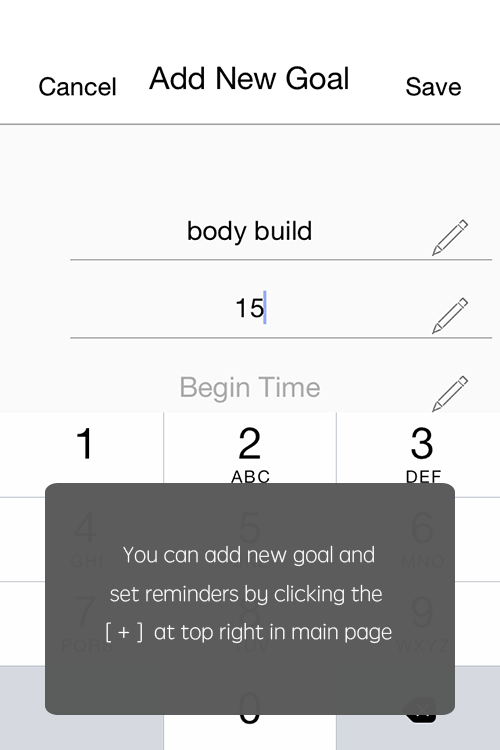 Cancel Add New Goal Save
body build
15
Begin Time
1 2 3
ABC DEF
4 5 6
GHI MNO
You can add new goal and
set reminders by clicking the
[ + ] at top right in main page
7 8 9
PQRS TUV WXYZ
0